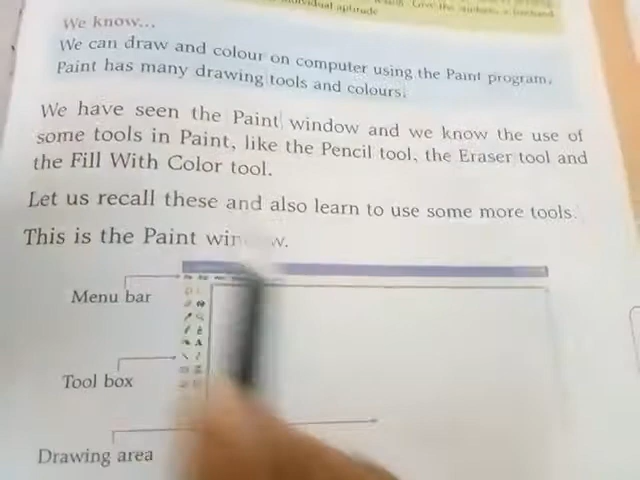 We know...
We can draw and colour on computer using the Paint program.
Paint has many drawing tools and colours.
We have seen the Paint window and we know the use of
some tools in Paint, like the Pencil tool, the Eraser tool and
the Fill With Color tool.
Let us recall these and also learn to use some more tools.
This is the Paint
Menu bar
Tool box
Drawing area